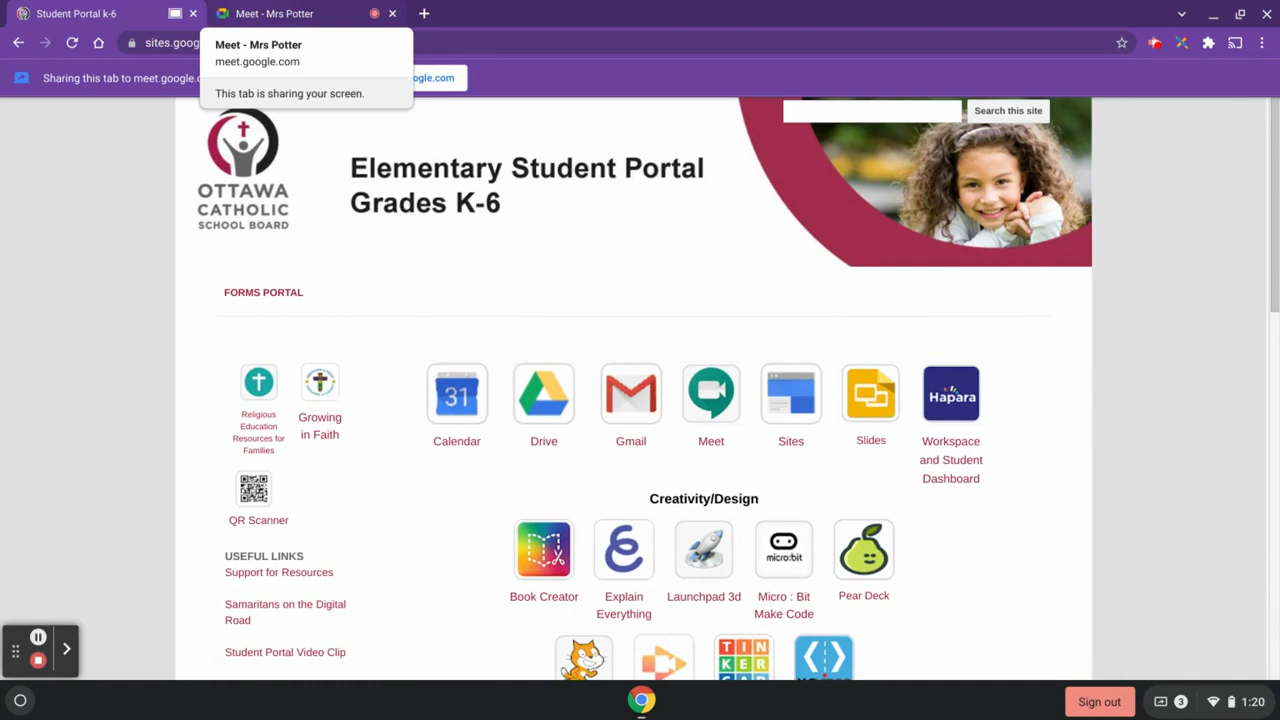 Student Portal k-6
Meet - Mrs Potter
sites.goog
Meet - Mrs Potter
meet.google.com
This tab is sharing your screen.
Sharing this tab to meet.google.c
ogle.com
Search this site
OTTAWA
CATHOLIC
SCHOOL BOARD
Elementary Student Portal
Grades K-6
FORMS PORTAL
31
Hapara
Religious
Education
Resources for
Families
Growing
in Faith
Calendar
Drive
Gmail
Meet
Sites
Slides
Workspace
and Student
Dashboard
QR Scanner
Creativity/Design
micro:bit
Book Creator
Explain
Everything
Launchpad 3d
Micro : Bit
Make Code
Pear Deck
USEFUL LINKS
Support for Resources
Samaritans on the Digital
Road
Student Portal Video Clip
TIN
KER
CAD
Sign out
3
1:20